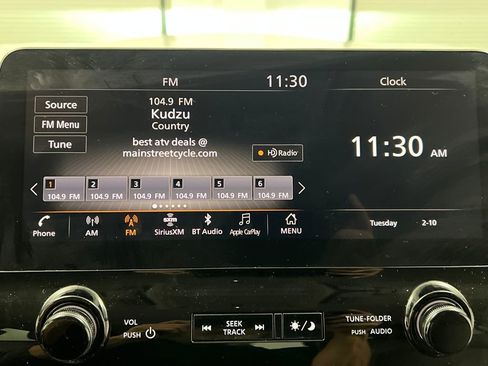 FM 11:30 Clock
Source
FM Menu
Tune
104.9 FM
Kudzu
Country
best atv deals @
mainstreetcycle.com
HD Radio
11:30 AM
1 2 3 4 5 6
104.9 FM 104.9 FM 104.9 FM 104.9 FM 104.9 FM 104.9 FM
Phone AM FM SiriusXM BT Audio Apple CarPlay MENU
sxm
Tuesday 2-10
VOL
PUSH
SEEK
TRACK
TUNE-FOLDER
PUSH AUDIO